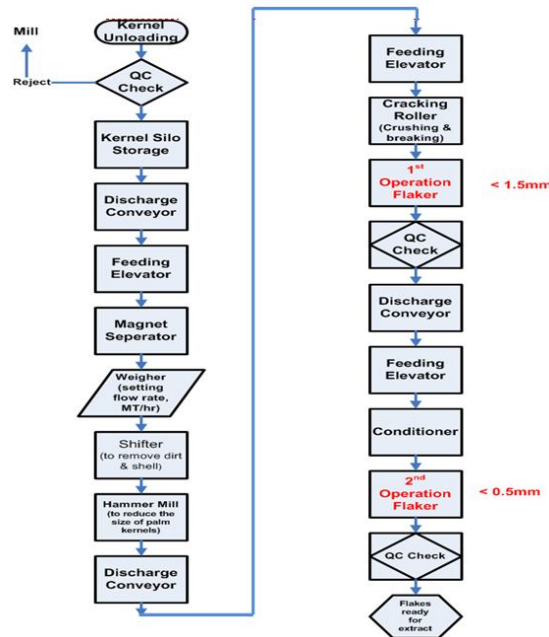 Kernel
Unloading
Mill
Reject
QC
Check
Kernel Silo
Storage
Discharge
Conveyor
Feeding
Elevator
Magnet
Seperator
Weigher
(setting
flow rate,
MT/hr)
Shifter
(to remove dirt
& shell)
Hammer Mill
(to reduce the
size of palm
kernels)
Discharge
Conveyor
Feeding
Elevator
Cracking
Roller
(Crushing &
breaking)
1st
Operation
Flaker
< 1.5mm
QC
Check
Discharge
Conveyor
Feeding
Elevator
Conditioner
2nd
Operation
Flaker
< 0.5mm
QC Check
Flakes
ready for
extract